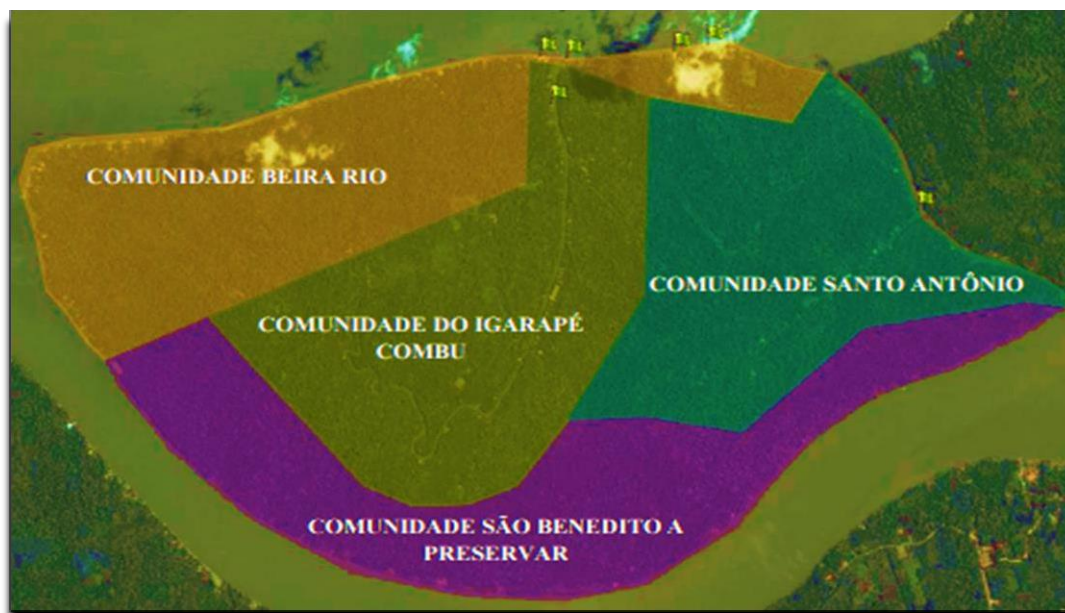 COMUNIDADE BEIRA RIO
COMUNIDADE SANTO ANTÔNIO
COMUNIDADE DO IGARAPÉ
COMBU
COMUNIDADE SÃO BENEDITO A
PRESERVAR